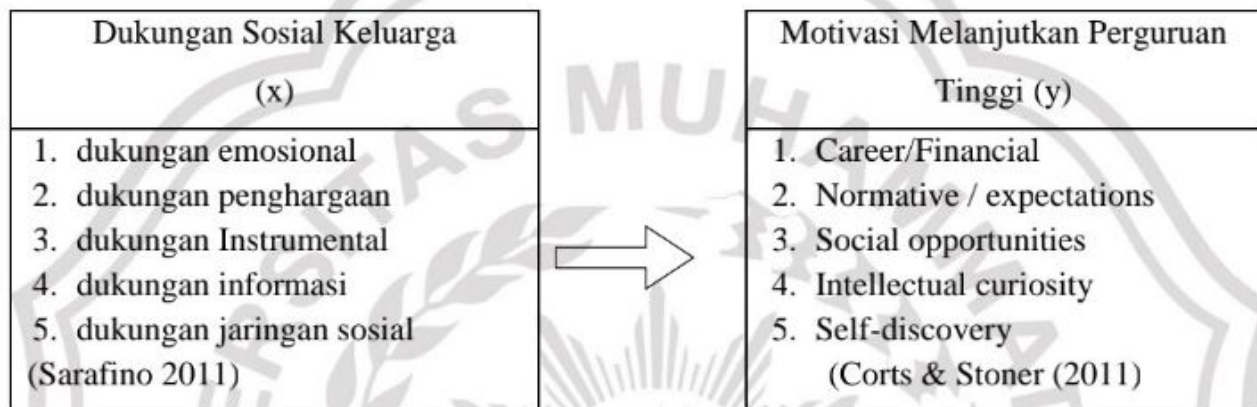 Dukungan Sosial Keluarga
(x)
1. dukungan emosional
2. dukungan penghargaan
3. dukungan Instrumental
4. dukungan informasi
5. dukungan jaringan sosial
(Sarafino 2011)
Motivasi Melanjutkan Perguruan
Tinggi (y)
1. Career/Financial
2. Normative / expectations
3. Social opportunities
4. Intellectual curiosity
5. Self-discovery
(Corts & Stoner (2011)
ERSITAS MUHAMMAD